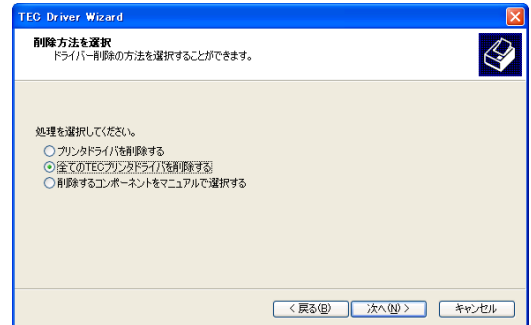 TEC Driver Wizard
削除方法を選択
ドライバー削除の方法を選択することができます。
処理を選択してください。
プリンタドライバを削除する
全てのTECプリンタドライバを削除する
削除するコンポーネントをマニュアルで選択する
< 戻る(B) 次へ(N) > キャンセル